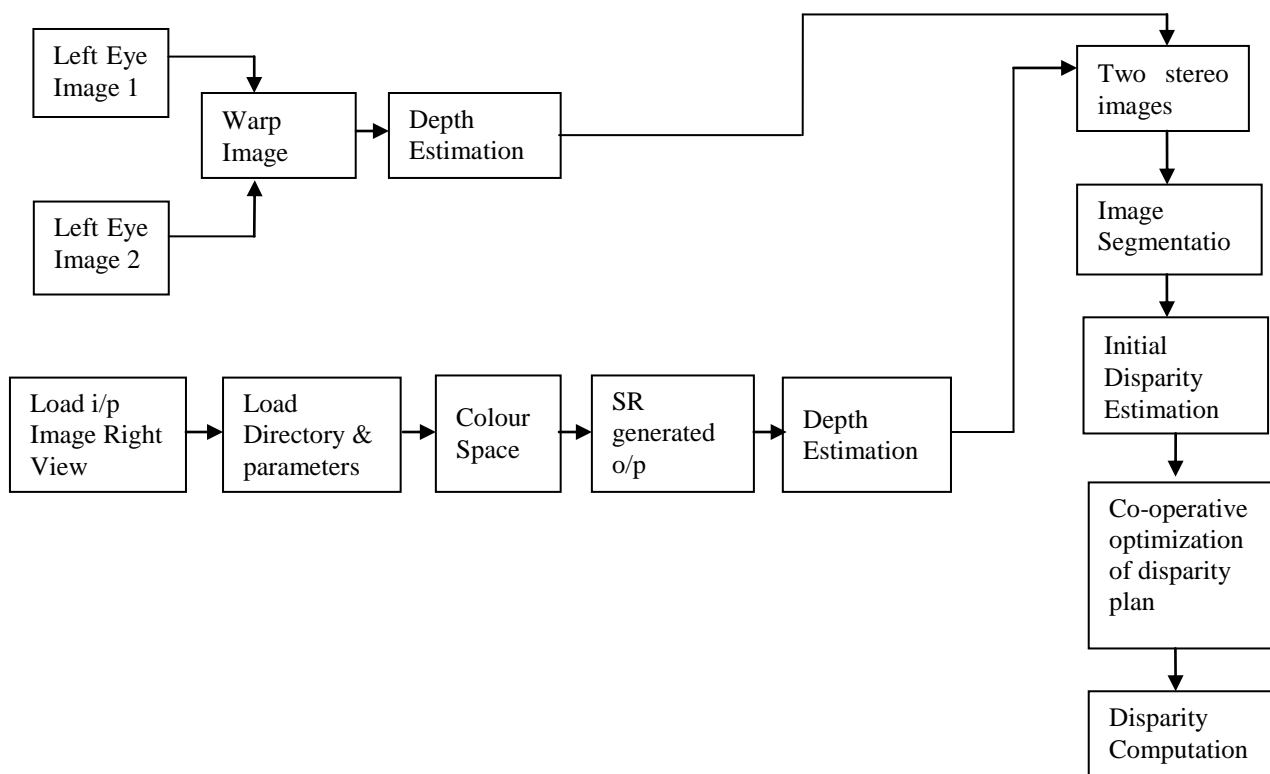 Left Eye
Image 1
Warp
Image
Depth
Estimation
Two stereo
images
Left Eye
Image 2
Image
Segmentatio
Initial
Disparity
Estimation
Load i/p
Image Right
View
Load
Directory &
parameters
Colour
Space
SR
generated
o/p
Depth
Estimation
Co-operative
optimization
of disparity
plan
Disparity
Computation